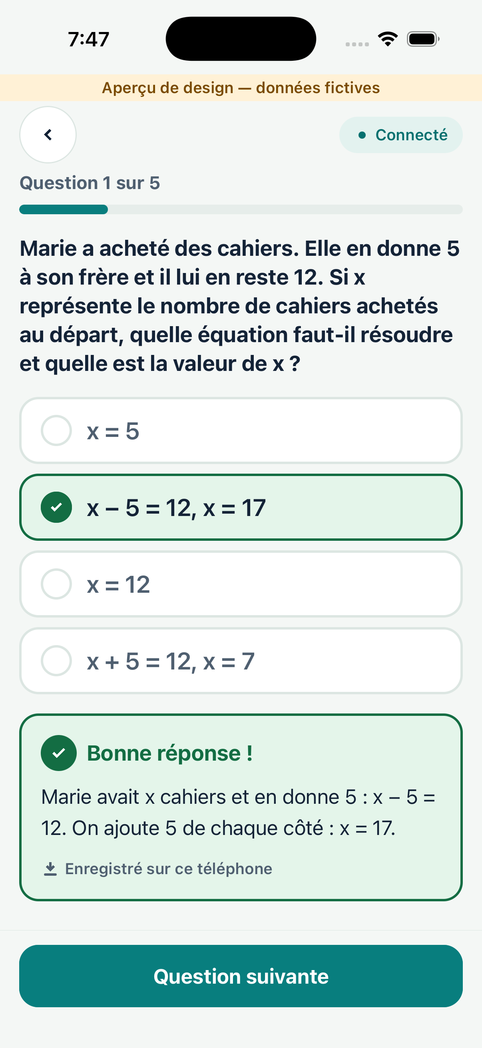 7:47
Aperçu de design — données fictives
Connecté
Question 1 sur 5
Marie a acheté des cahiers. Elle en donne 5
à son frère et il lui en reste 12. Si x
représente le nombre de cahiers achetés
au départ, quelle équation faut-il résoudre
et quelle est la valeur de x ?
x = 5
x − 5 = 12, x = 17
x = 12
x + 5 = 12, x = 7
Bonne réponse !
Marie avait x cahiers et en donne 5 : x − 5 =
12. On ajoute 5 de chaque côté : x = 17.
Enregistré sur ce téléphone
Question suivante